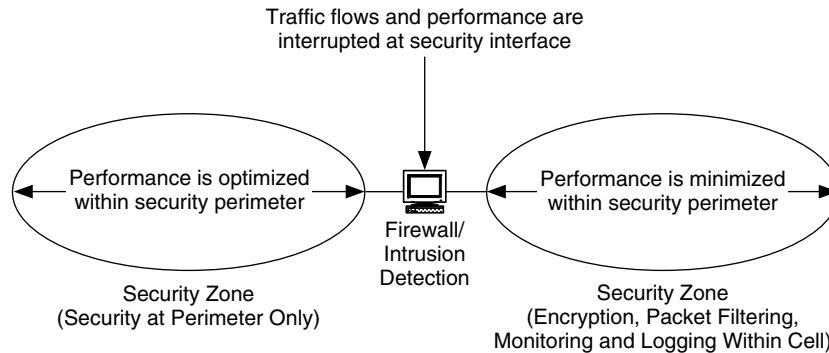 Traffic flows and performance are
interrupted at security interface
Performance is optimized
within security perimeter
Performance is minimized
within security perimeter
Firewall/
Intrusion
Detection
Security Zone
(Security at Perimeter Only)
Security Zone
(Encryption, Packet Filtering,
Monitoring and Logging Within Cell)